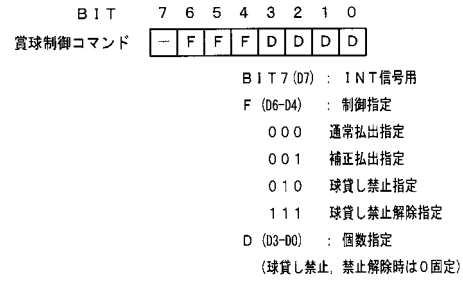 ＢＩＴ　７ ６ ５ ４ ３ ２ １ ０
賞球制御コマンド　－ Ｆ Ｆ Ｆ Ｄ Ｄ Ｄ Ｄ
ＢＩＴ７(D7)　:　ＩＮＴ信号用
Ｆ (D6-D4)　:　制御指定
０００　通常払出指定
００１　補正払出指定
０１０　球貸し禁止指定
１１１　球貸し禁止解除指定
Ｄ (D3-D0)　:　個数指定
(球貸し禁止，禁止解除時は０固定)